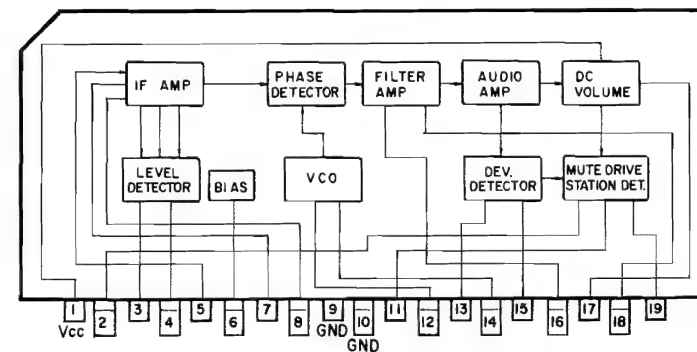 IF AMP
PHASE
DETECTOR
FILTER
AMP
AUDIO
AMP
DC
VOLUME
LEVEL
DETECTOR
BIAS
VCO
DEV.
DETECTOR
MUTE DRIVE
STATION DET.
1 2 3 4 5 6 7 8 9 10 11 12 13 14 15 16 17 18 19
Vcc GND
GND